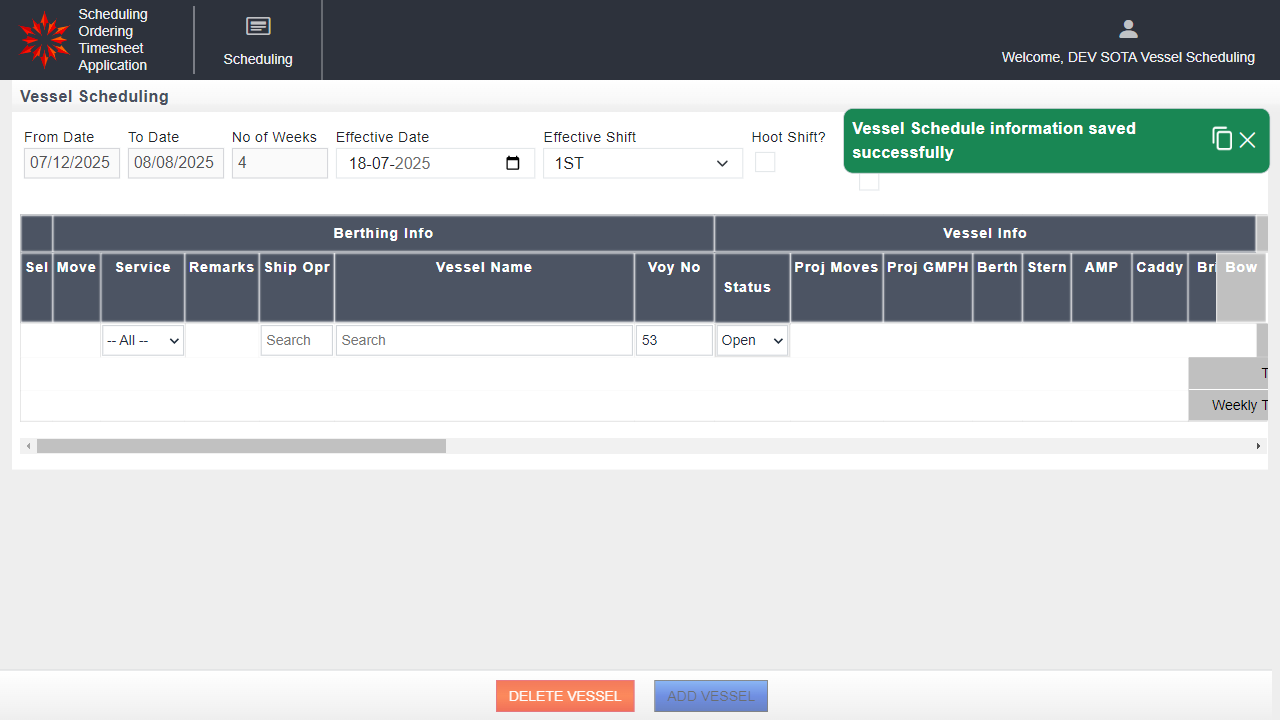 Scheduling
Ordering
Timesheet
Application
Scheduling
Welcome, DEV SOTA Vessel Scheduling
Vessel Scheduling
Vessel Schedule information saved
successfully
From Date To Date No of Weeks Effective Date Effective Shift Hoot Shift?
07/12/2025 08/08/2025 4 18-07-2025 1ST
Berthing Info Vessel Info
Sel Move Service Remarks Ship Opr Vessel Name Voy No Status Proj Moves Proj GMPH Berth Stern AMP Caddy Bri Bow
-- All -- Search Search 53 Open
T
Weekly T
DELETE VESSEL ADD VESSEL